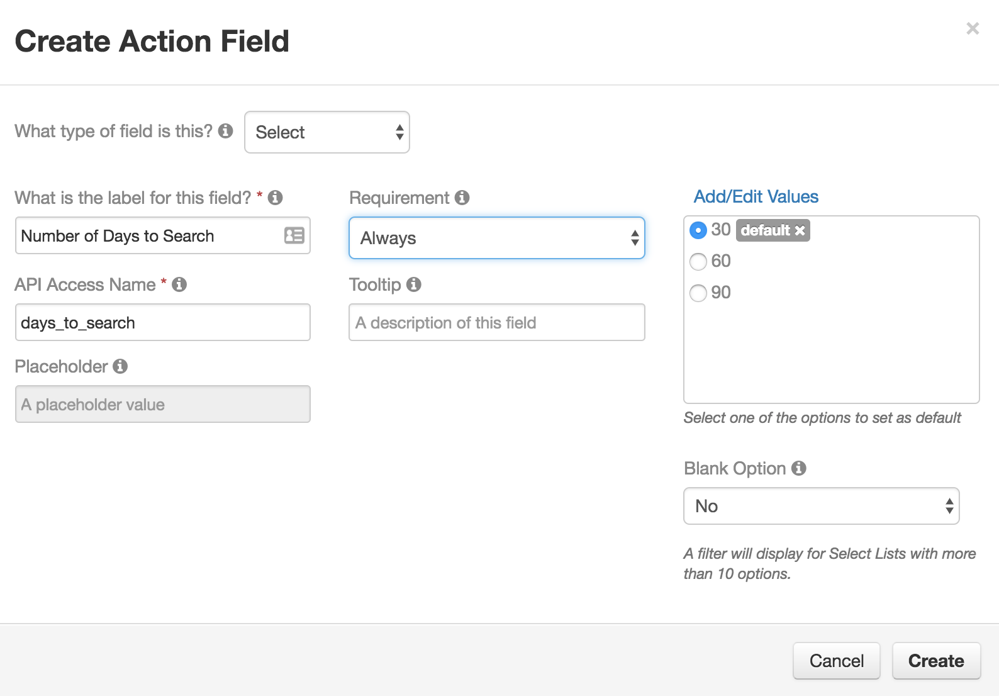 Create Action Field
×
What type of field is this?
Select
What is the label for this field? *
Number of Days to Search
API Access Name *
days_to_search
Placeholder
A placeholder value
Requirement
Always
Tooltip
A description of this field
Add/Edit Values
30 default ×
60
90
Select one of the options to set as default
Blank Option
No
A filter will display for Select Lists with more
than 10 options.
Cancel
Create